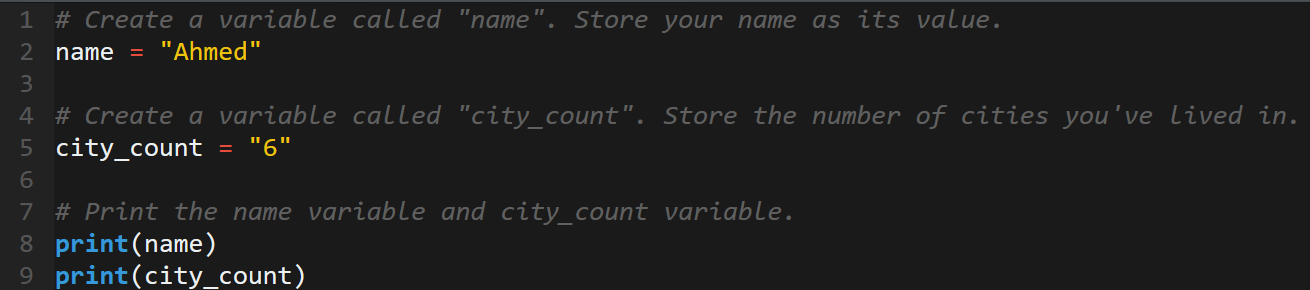 1 # Create a variable called "name". Store your name as its value.
2 name = "Ahmed"
3
4 # Create a variable called "city_count". Store the number of cities you've lived in.
5 city_count = "6"
6
7 # Print the name variable and city_count variable.
8 print(name)
9 print(city_count)